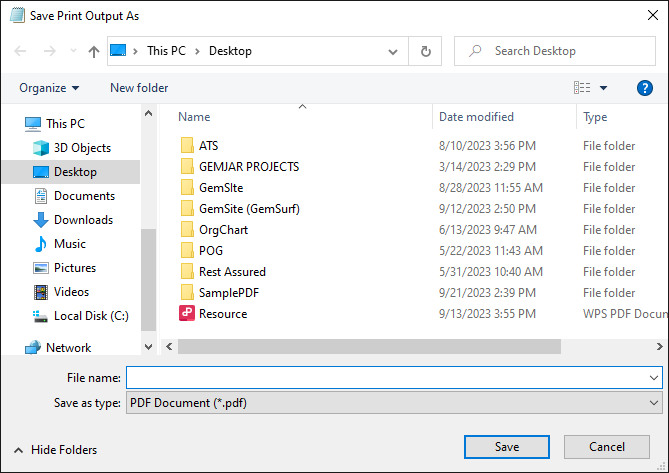 Save Print Output As
This PC > Desktop
Search Desktop
Organize New folder
Name Date modified Type
This PC
3D Objects
Desktop
Documents
Downloads
Music
Pictures
Videos
Local Disk (C:)
Network
ATS 8/10/2023 3:56 PM File folder
GEMJAR PROJECTS 3/14/2023 2:29 PM File folder
GemSIte 8/28/2023 11:55 AM File folder
GemSite (GemSurf) 9/12/2023 2:50 PM File folder
OrgChart 6/13/2023 9:47 AM File folder
POG 5/22/2023 11:43 AM File folder
Rest Assured 5/31/2023 10:40 AM File folder
SamplePDF 9/21/2023 2:39 PM File folder
Resource 9/13/2023 3:55 PM WPS PDF Docun
File name:
Save as type: PDF Document (*.pdf)
Hide Folders
Save Cancel